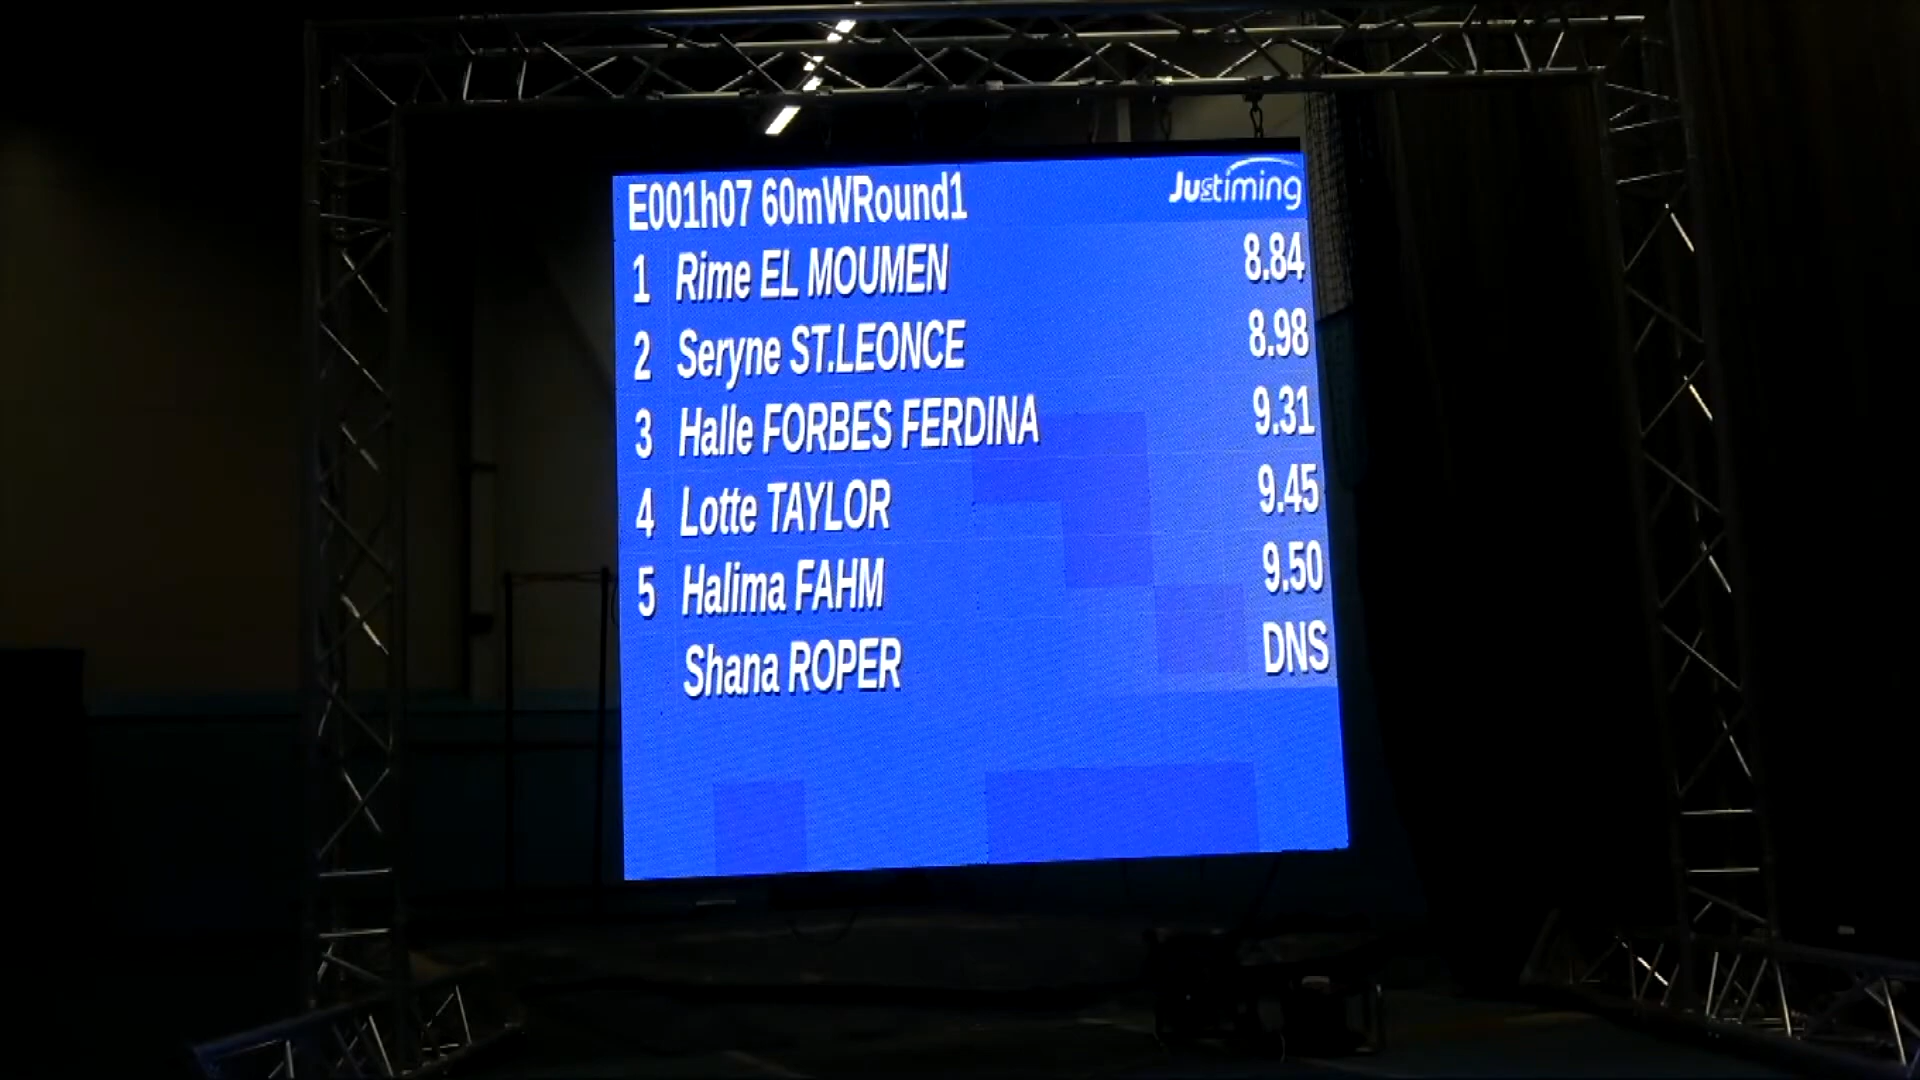 E001h07 60mWRound1 Justiming
1 Rime EL MOUMEN 8.84
2 Seryne ST.LEONCE 8.98
3 Halle FORBES FERDINA 9.31
4 Lotte TAYLOR 9.45
5 Halima FAHM 9.50
Shana ROPER DNS